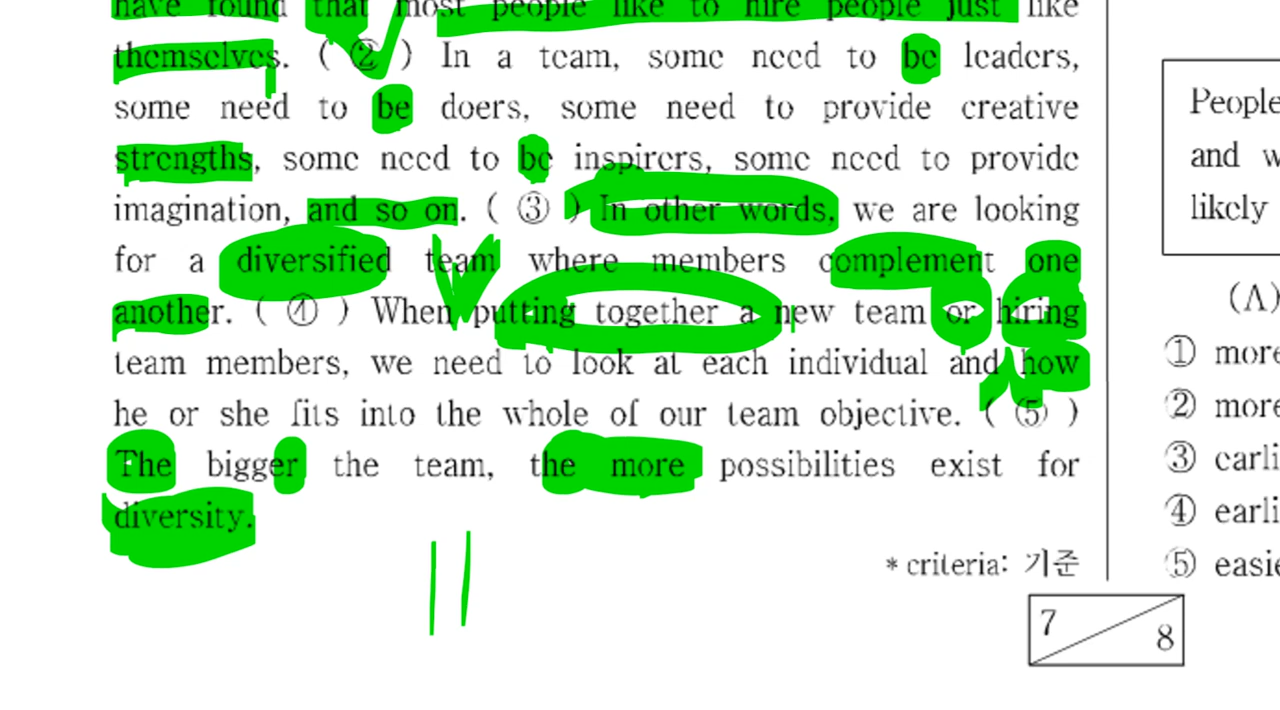 have found that most people like to hire people just like
themselves. ( ② ) In a team, some need to be leaders,
some need to be doers, some need to provide creative
strengths, some need to be inspirers, some need to provide
imagination, and so on. ( ③ ) In other words, we are looking
for a diversified team where members complement one
another. ( ④ ) When putting together a new team or hiring
team members, we need to look at each individual and how
he or she fits into the whole of our team objective. ( ⑤ )
The bigger the team, the more possibilities exist for
diversity.
* criteria: 기준
7
8
People
and w
likely
(A)
① more
② more
③ earli
④ earli
⑤ easie